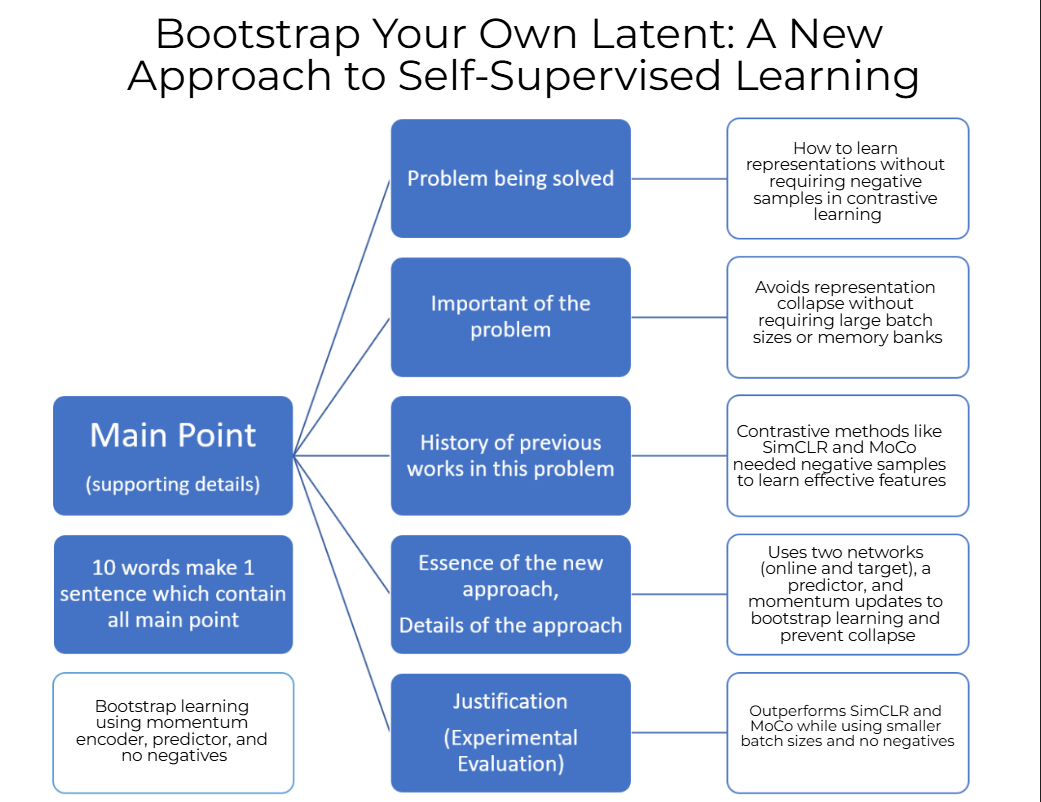 Bootstrap Your Own Latent: A New
Approach to Self-Supervised Learning
Problem being solved
How to learn
representations without
requiring negative
samples in contrastive
learning
Important of the
problem
Avoids representation
collapse without
requiring large batch
sizes or memory banks
Main Point
(supporting details)
History of previous
works in this problem
Contrastive methods like
SimCLR and MoCo
needed negative samples
to learn effective features
10 words make 1
sentence which contain
all main point
Essence of the new
approach,
Details of the approach
Uses two networks
(online and target), a
predictor, and
momentum updates to
bootstrap learning and
prevent collapse
Bootstrap learning
using momentum
encoder, predictor, and
no negatives
Justification
(Experimental
Evaluation)
Outperforms SimCLR and
MoCo while using smaller
batch sizes and no negatives